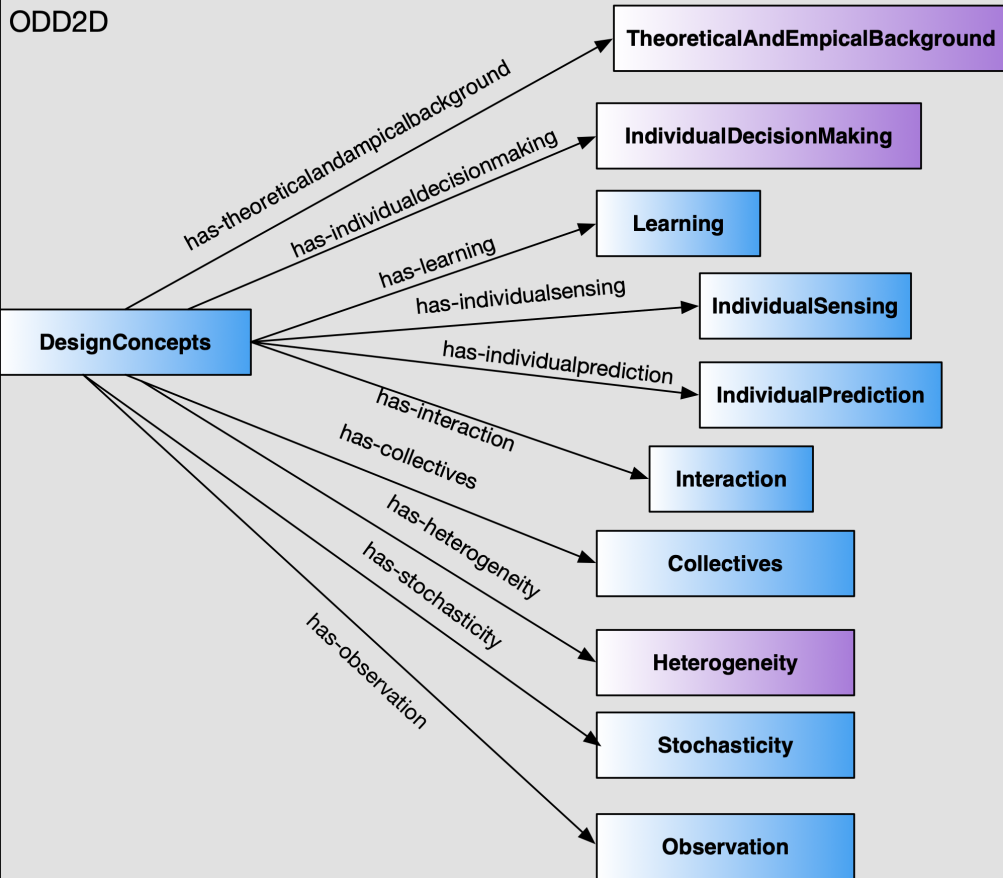 ODD2D
TheoreticalAndEmpicalBackground
has-theoreticalandampicalbackground
IndividualDecisionMaking
has-individualdecisionmaking
Learning
has-learning
IndividualSensing
has-individualsensing
DesignConcepts
has-individualprediction
IndividualPrediction
has-interaction
Interaction
has-collectives
Collectives
has-heterogeneity
Heterogeneity
has-stochasticity
Stochasticity
has-observation
Observation